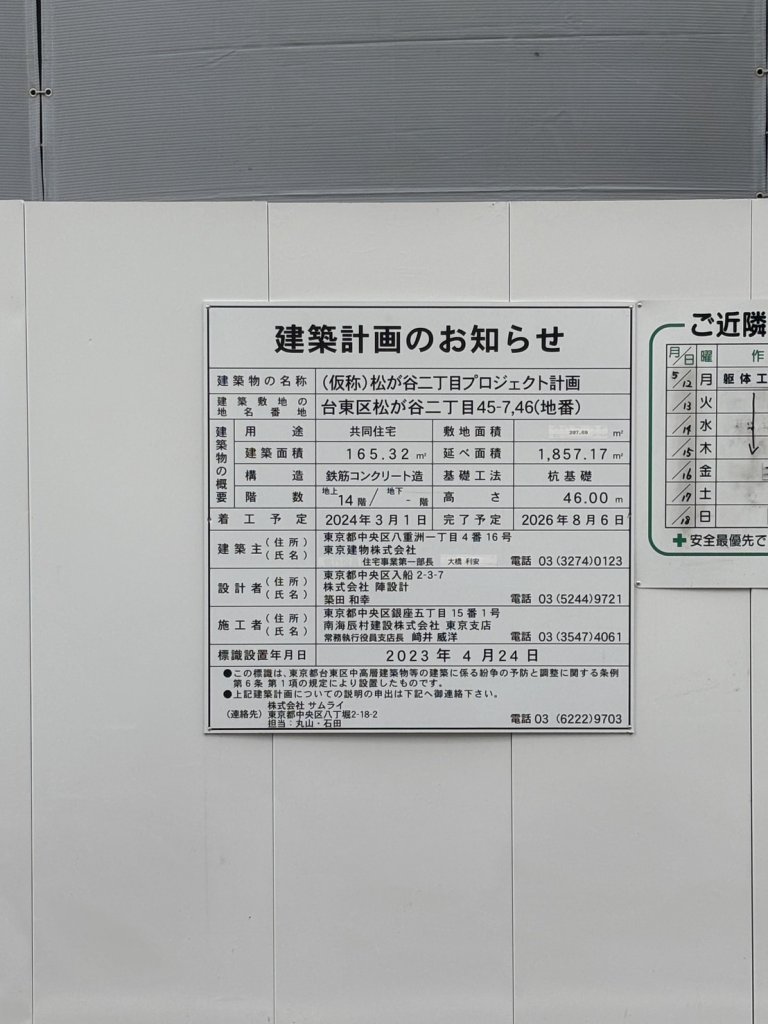 建築計画のお知らせ
建築物の名称 (仮称)松が谷二丁目プロジェクト計画
建築敷地の地名番地 台東区松が谷二丁目45-7,46(地番)
建築物の概要
用途 共同住宅 敷地面積 m²
建築面積 165.32 m² 延べ面積 1,857.17 m²
構造 鉄筋コンクリート造 基礎工法 杭基礎
階数 地上14階/地下-階 高さ 46.00 m
着工予定 2024年3月1日 完了予定 2026年8月6日
建築主(住所)(氏名)
東京都中央区八重洲一丁目4番16号
東京建物株式会社
住宅事業第一部長 大橋 利安 電話 03(3274)0123
設計者(住所)(氏名)
東京都中央区入船2-3-7
株式会社 陣設計
築田 和幸 電話 03(5244)9721
施工者(住所)(氏名)
東京都中央区銀座五丁目15番1号
南海辰村建設株式会社 東京支店
常務執行役員支店長 﨑井 威洋 電話 03(3547)4061
標識設置年月日 2023年4月24日
●この標識は、東京都台東区中高層建築物等の建築に係る紛争の予防と調整に関する条例
第6条 第1項の規定により設置したものです。
●上記建築計画についての説明の申出は下記へ御連絡下さい。
(連絡先)
株式会社 サムライ
東京都中央区八丁堀2-18-2
担当:丸山・石田 電話 03(6222)9703
ご近隣
月/日 曜 作
5/12 月 躯体工
/13 火
/14 水
/15 木
/16 金
/17 土
/18 日
安全最優先で